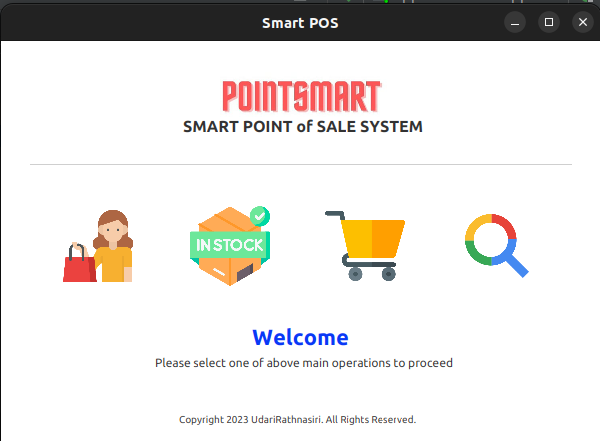 Smart POS
POINTSMART
SMART POINT of SALE SYSTEM
IN STOCK
Welcome
Please select one of above main operations to proceed
Copyright 2023 UdariRathnasiri. All Rights Reserved.